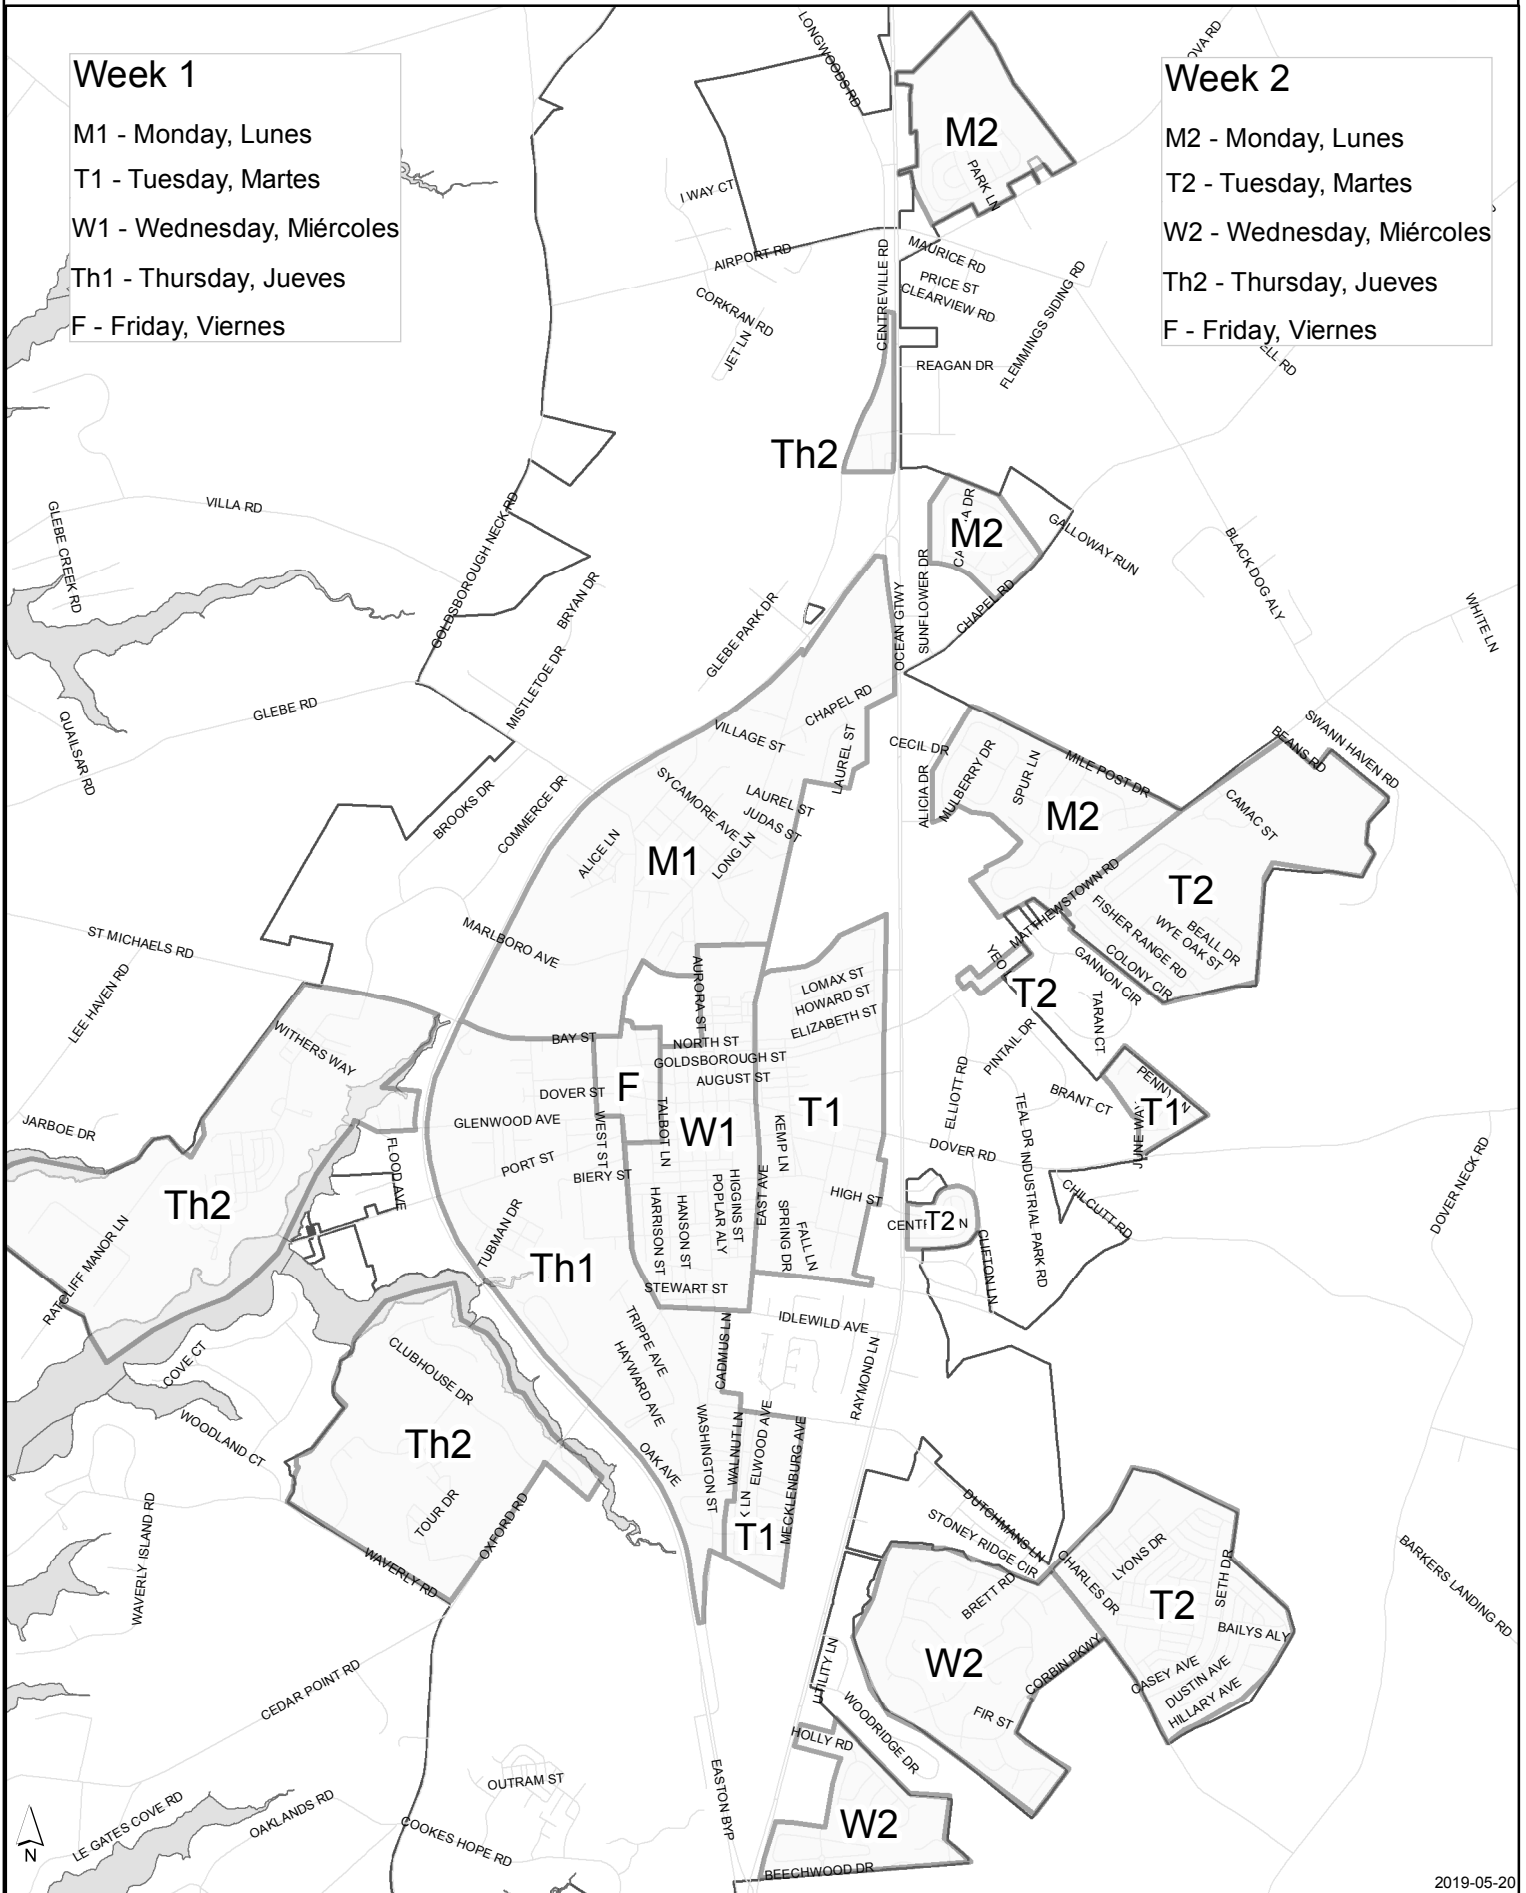 Week 1
M1 - Monday, Lunes
T1 - Tuesday, Martes
W1 - Wednesday, Miércoles
Th1 - Thursday, Jueves
F - Friday, Viernes
Week 2
M2 - Monday, Lunes
T2 - Tuesday, Martes
W2 - Wednesday, Miércoles
Th2 - Thursday, Jueves
F - Friday, Viernes
LONGWOODS RD
M2
PARK LN
I WAY CT
AIRPORT RD
CENTREVILLE RD
MAURICE RD
PRICE ST
CLEARVIEW RD
CORKRAN RD
JET LN
FLEMMINGS SIDING RD
REAGAN DR
Th2
VILLA RD
GLEBE CREEK RD
GOLDSBOROUGH NECK RD
M2
GALLOWAY RUN
BLACK DOG ALY
WHITE LN
SUNFLOWER DR
CHAPEL RD
OCEAN GTWY
BRYAN DR
GLEBE PARK DR
MISTLETOE DR
GLEBE RD
QUAILSAR RD
CHAPEL RD
VILLAGE ST
LAUREL ST
CECIL DR
ALICIA DR
MULBERRY DR
SPUR LN
MILE POST DR
SWANN HAVEN RD
BEANS RD
CAMAC ST
SYCAMORE AVE
LAUREL ST
JUDAS ST
LONG LN
ALICE LN
BROOKS DR
COMMERCE DR
M1
M2
T2
MATTHEWSTOWN RD
FISHER RANGE RD
WYE OAK ST
BEALL DR
COLONY CIR
GANNON CIR
MARLBORO AVE
ST MICHAELS RD
LEE HAVEN RD
AURORA ST
LOMAX ST
HOWARD ST
ELIZABETH ST
T2
TARAN CT
PINTAIL DR
WITHERS WAY
BAY ST
NORTH ST
GOLDSBOROUGH ST
AUGUST ST
F
DOVER ST
GLENWOOD AVE
WEST ST
TALBOT LN
W1
T1
KEMP LN
ELLIOTT RD
BRANT CT
TEAL DR
INDUSTRIAL PARK RD
T1
JUNE WAY
DOVER RD
JARBOE DR
FLOOD AVE
PORT ST
BIERY ST
HIGGINS ST
POPLAR ALY
HANSON ST
HARRISON ST
EAST AVE
SPRING DR
FALL LN
HIGH ST
T2
CLIFTON LN
CHILCUTT RD
DOVER NECK RD
Th2
RATCLIFF MANOR LN
TUBMAN DR
Th1
STEWART ST
IDLEWILD AVE
CADMUS LN
RAYMOND LN
TRIPPE AVE
HAYWARD AVE
COVE CT
CLUBHOUSE DR
WOODLAND CT
Th2
TOUR DR
OXFORD RD
WAVERLY RD
WAVERLY ISLAND RD
OAK AVE
WASHINGTON ST
WALNUT LN
ELWOOD AVE
MECKLENBURG AVE
T1
DUTCHMANS LN
STONEY RIDGE CIR
CHARLES DR
LYONS DR
SETH DR
T2
BAILYS ALY
CASEY AVE
DUSTIN AVE
HILLARY AVE
BARKERS LANDING RD
BRETT RD
W2
CORBIN PKWY
FIR ST
UTILITY LN
WOODRIDGE DR
HOLLY RD
W2
BEECHWOOD DR
EASTON BYP
CEDAR POINT RD
OUTRAM ST
COOKES HOPE RD
OAKLANDS RD
LE GATES COVE RD
N
2019-05-20